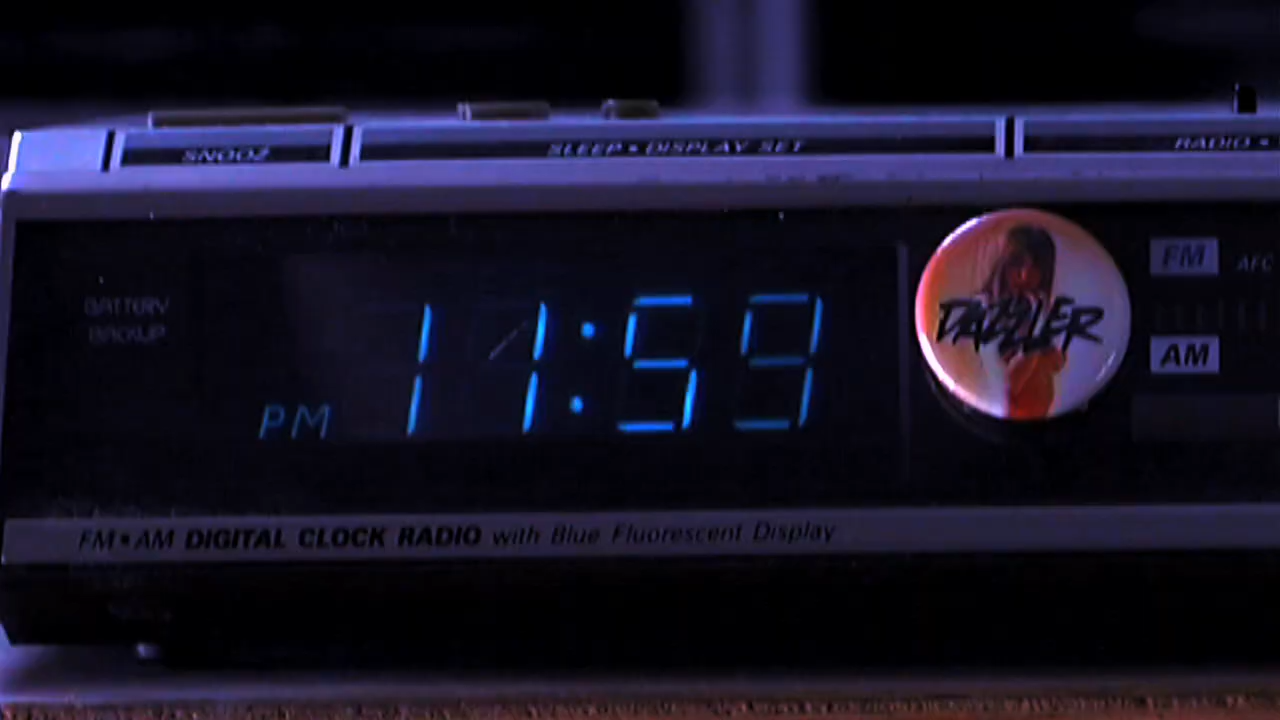 SNOOZ
SLEEP • DISPLAY SET
RADIO •
BATTERY
BACKUP
PM
11:59
DAZZLER
FM
AFC
AM
FM•AM DIGITAL CLOCK RADIO with Blue Fluorescent Display